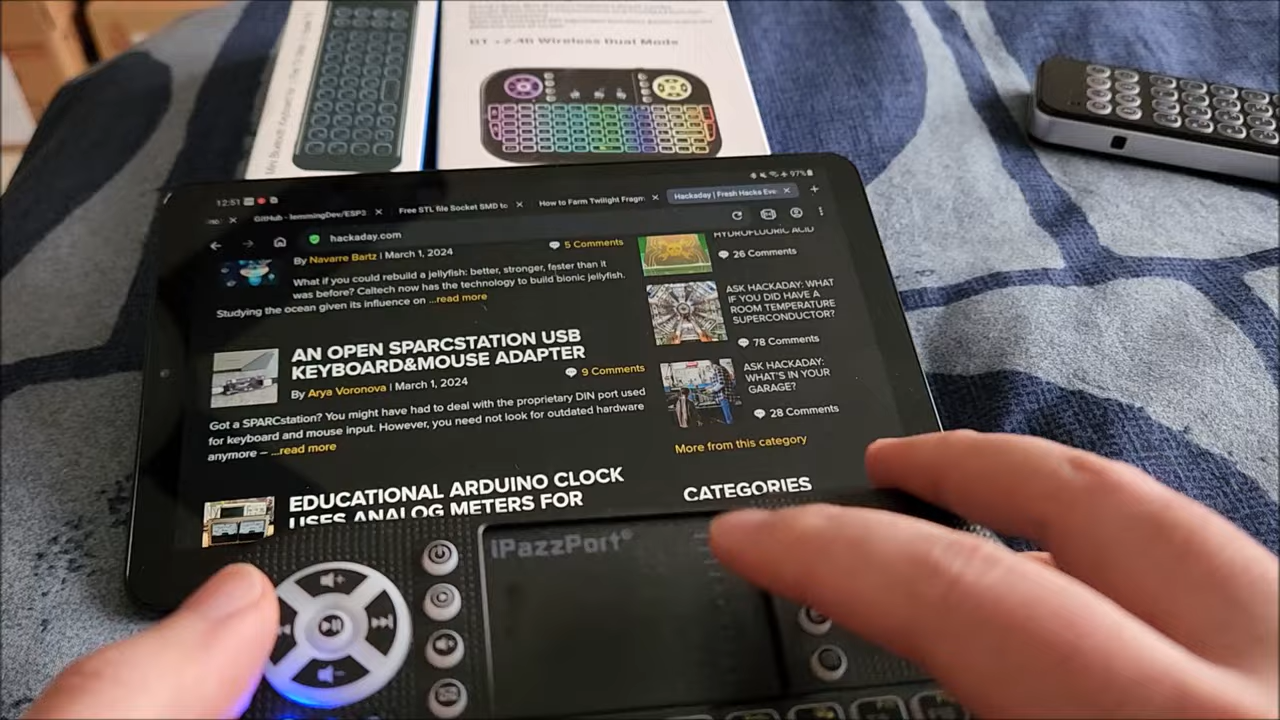 BT +2.4G Wireless Dual Mode
12:51
97%
GitHub - lemmingDev/ESP3
Free STL file Socket SMD to
How to Farm Twilight Fragm
Hackaday | Fresh Hacks Eve
hackaday.com
By Navarre Bartz | March 1, 2024
5 Comments
What if you could rebuild a jellyfish: better, stronger, faster than it
was before? Caltech now has the technology to build bionic jellyfish.
Studying the ocean given its influence on ...read more
AN OPEN SPARCSTATION USB
KEYBOARD&MOUSE ADAPTER
By Arya Voronova | March 1, 2024
9 Comments
Got a SPARCstation? You might have had to deal with the proprietary DIN port used
for keyboard and mouse input. However, you need not look for outdated hardware
anymore – ...read more
EDUCATIONAL ARDUINO CLOCK
USES ANALOG METERS FOR
HYDROFLUORIC ACID
26 Comments
ASK HACKADAY: WHAT
IF YOU DID HAVE A
ROOM TEMPERATURE
SUPERCONDUCTOR?
78 Comments
ASK HACKADAY:
WHAT'S IN YOUR
GARAGE?
28 Comments
More from this category
CATEGORIES
iPazzPort®